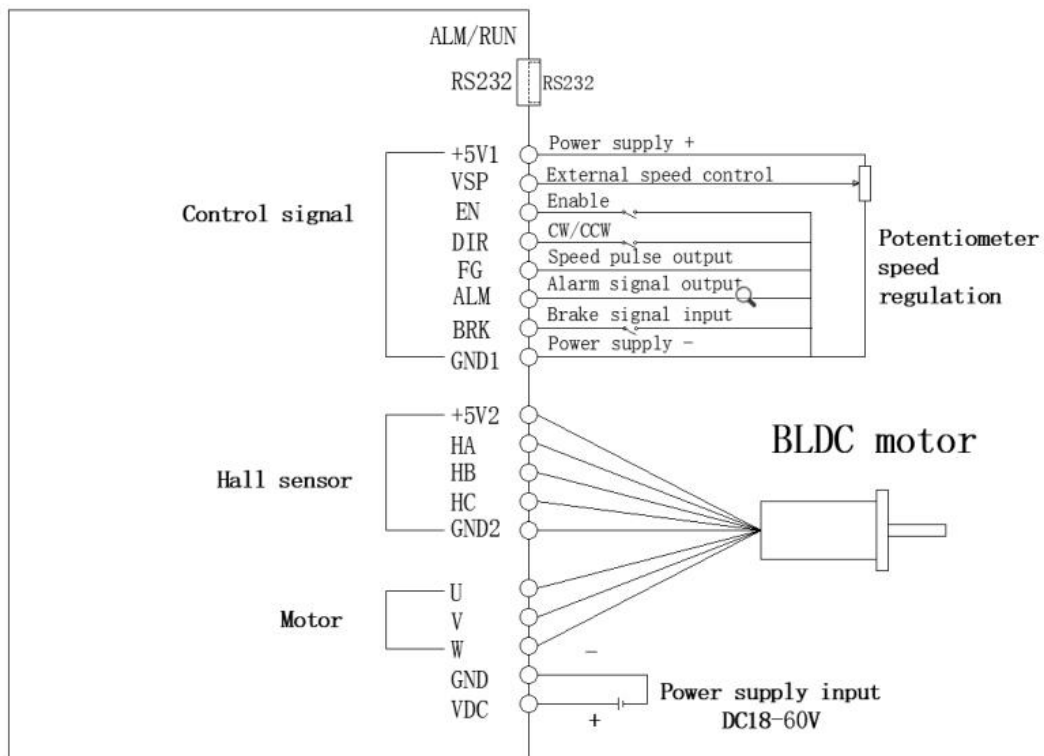 ALM/RUN
RS232 RS232
+5V1 Power supply +
VSP External speed control
EN Enable
DIR CW/CCW
FG Speed pulse output
ALM Alarm signal output
BRK Brake signal input
GND1 Power supply -
Control signal
Potentiometer
speed
regulation
+5V2
HA
HB
HC
GND2
Hall sensor
BLDC motor
U
V
W
Motor
-
GND
VDC
+
Power supply input
DC18-60V